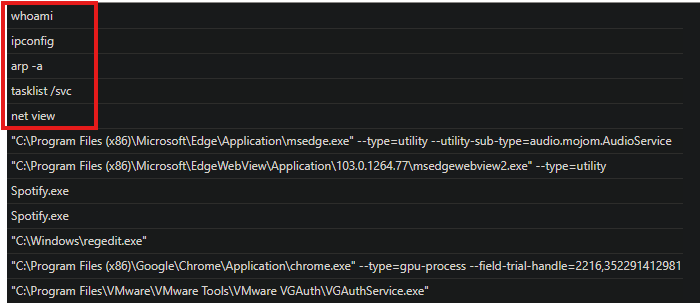 whoami
ipconfig
arp -a
tasklist /svc
net view
"C:\Program Files (x86)\Microsoft\Edge\Application\msedge.exe" --type=utility --utility-sub-type=audio.mojom.AudioService
"C:\Program Files (x86)\Microsoft\EdgeWebView\Application\103.0.1264.77\msedgewebview2.exe" --type=utility
Spotify.exe
Spotify.exe
"C:\Windows\regedit.exe"
"C:\Program Files (x86)\Google\Chrome\Application\chrome.exe" --type=gpu-process --field-trial-handle=2216,352291412981
"C:\Program Files\VMware\VMware Tools\VMware VGAuth\VGAuthService.exe"